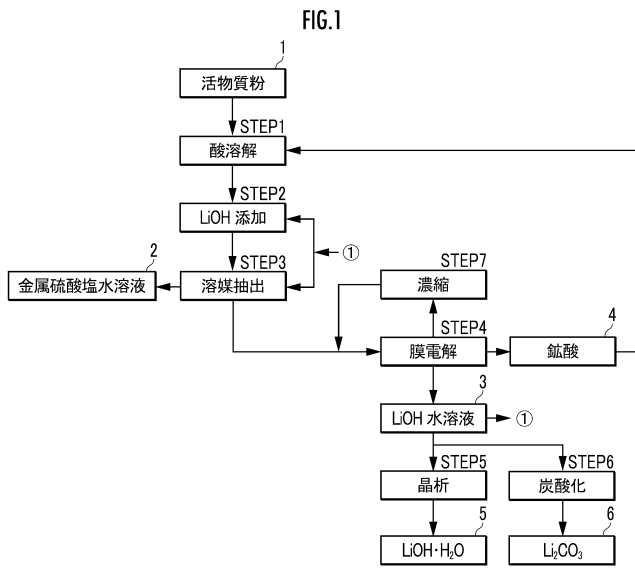 FIG.1
1
活物質粉
STEP1
酸溶解
STEP2
LiOH 添加
①
2
STEP3
金属硫酸塩水溶液
溶媒抽出
STEP7
濃縮
STEP4
4
膜電解
鉱酸
3
LiOH 水溶液
①
STEP5
STEP6
晶析
炭酸化
5
6
LiOH・H₂O
Li₂CO₃